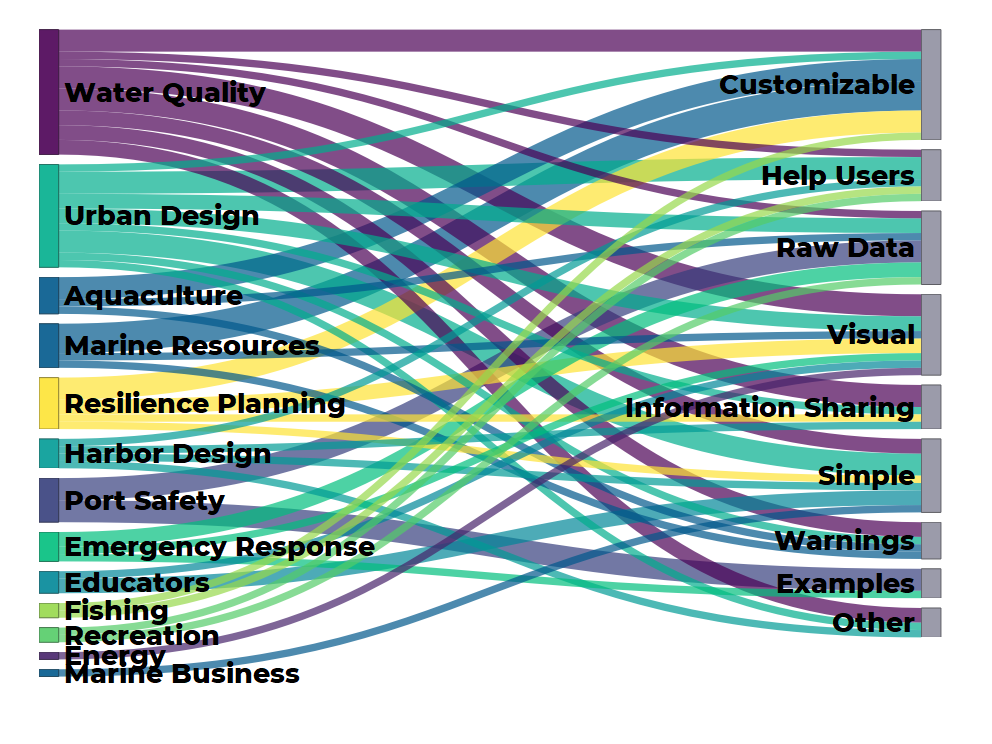 Water Quality
Urban Design
Aquaculture
Marine Resources
Resilience Planning
Harbor Design
Port Safety
Emergency Response
Educators
Fishing
Recreation
Energy
Marine Business
Customizable
Help Users
Raw Data
Visual
Information Sharing
Simple
Warnings
Examples
Other